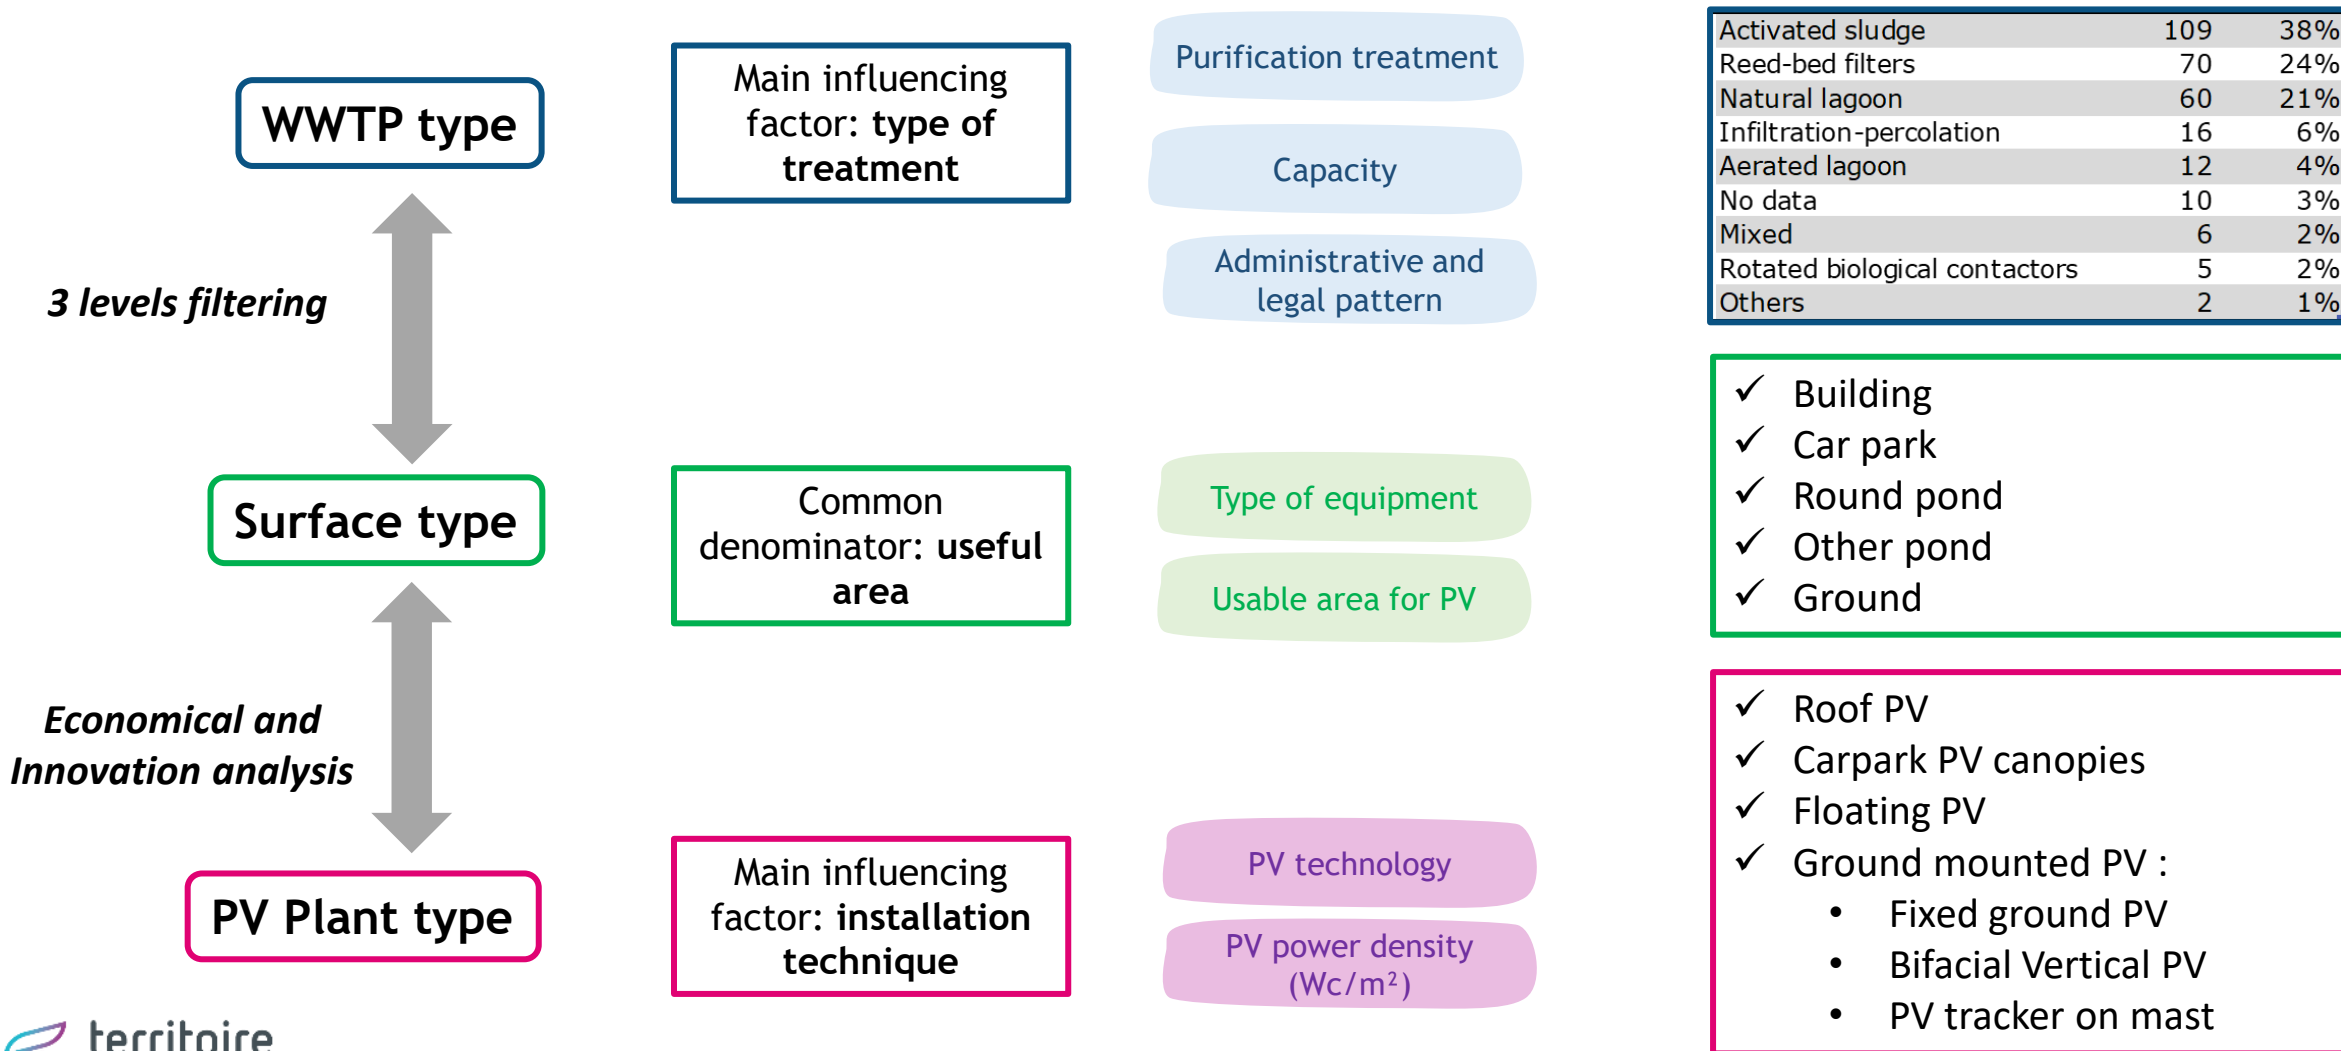 WWTP type
3 levels filtering
Surface type
Economical and
Innovation analysis
PV Plant type
territoire
Main influencing
factor: type of
treatment
Common
denominator: useful
area
Main influencing
factor: installation
technique
Purification treatment
Capacity
Administrative and
legal pattern
Type of equipment
Usable area for PV
PV technology
PV power density
(Wc/m²)
Activated sludge 109 38%
Reed-bed filters 70 24%
Natural lagoon 60 21%
Infiltration-percolation 16 6%
Aerated lagoon 12 4%
No data 10 3%
Mixed 6 2%
Rotated biological contactors 5 2%
Others 2 1%
✓ Building
✓ Car park
✓ Round pond
✓ Other pond
✓ Ground
✓ Roof PV
✓ Carpark PV canopies
✓ Floating PV
✓ Ground mounted PV :
• Fixed ground PV
• Bifacial Vertical PV
• PV tracker on mast